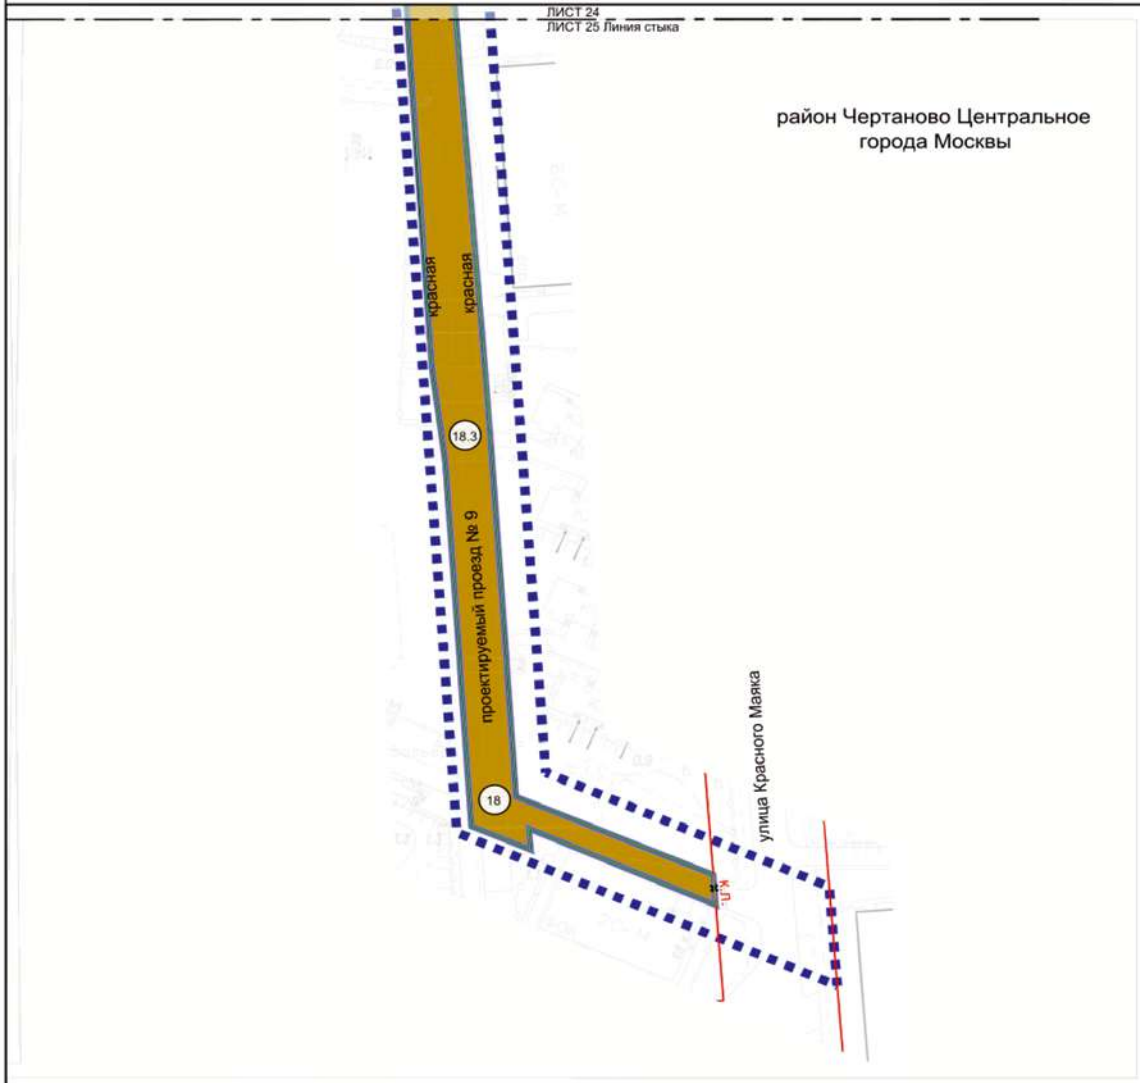 ЛИСТ 24
ЛИСТ 25 Линия стыка
район Чертаново Центральное
города Москвы
красная
красная
18.3
проектируемый проезд № 9
улица Красного Маяка
18
к.л.